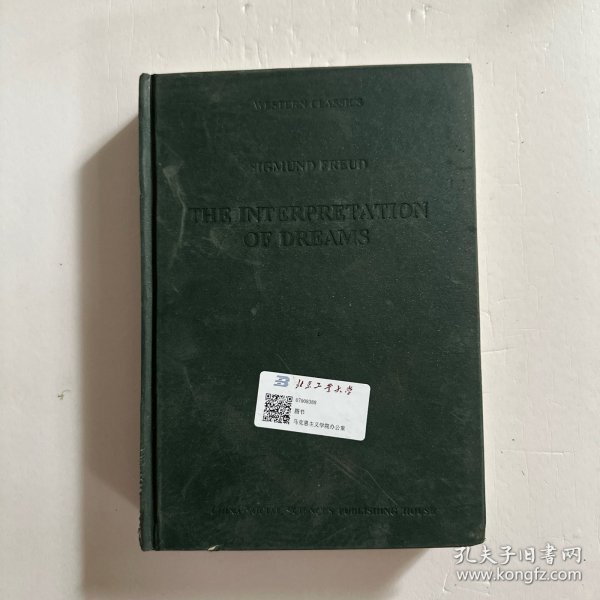 WESTERN CLASSICS
SIGMUND FREUD
THE INTERPRETATION
OF DREAMS
北京工业大学
07909388
图书
马克思主义学院办公室
CHINA SOCIAL SCIENCES PUBLISHING HOUSE
孔夫子旧书网
www.kongfz.com